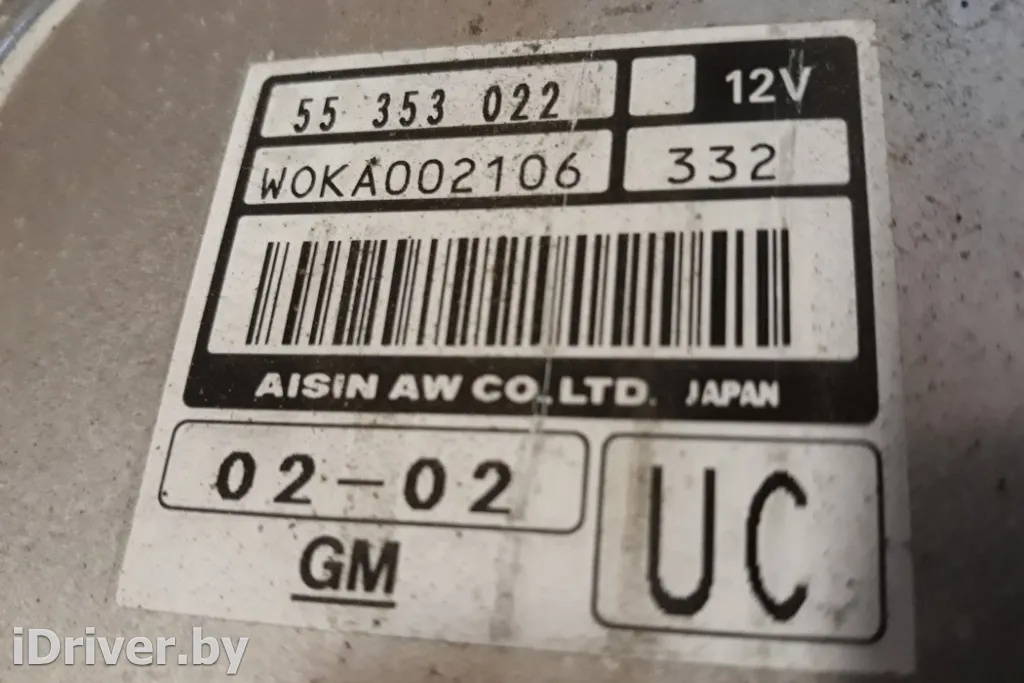 55 353 022
12V
WOKA002106
332
AISIN AW CO.,LTD. JAPAN
02-02
GM
UC
iDriver.by